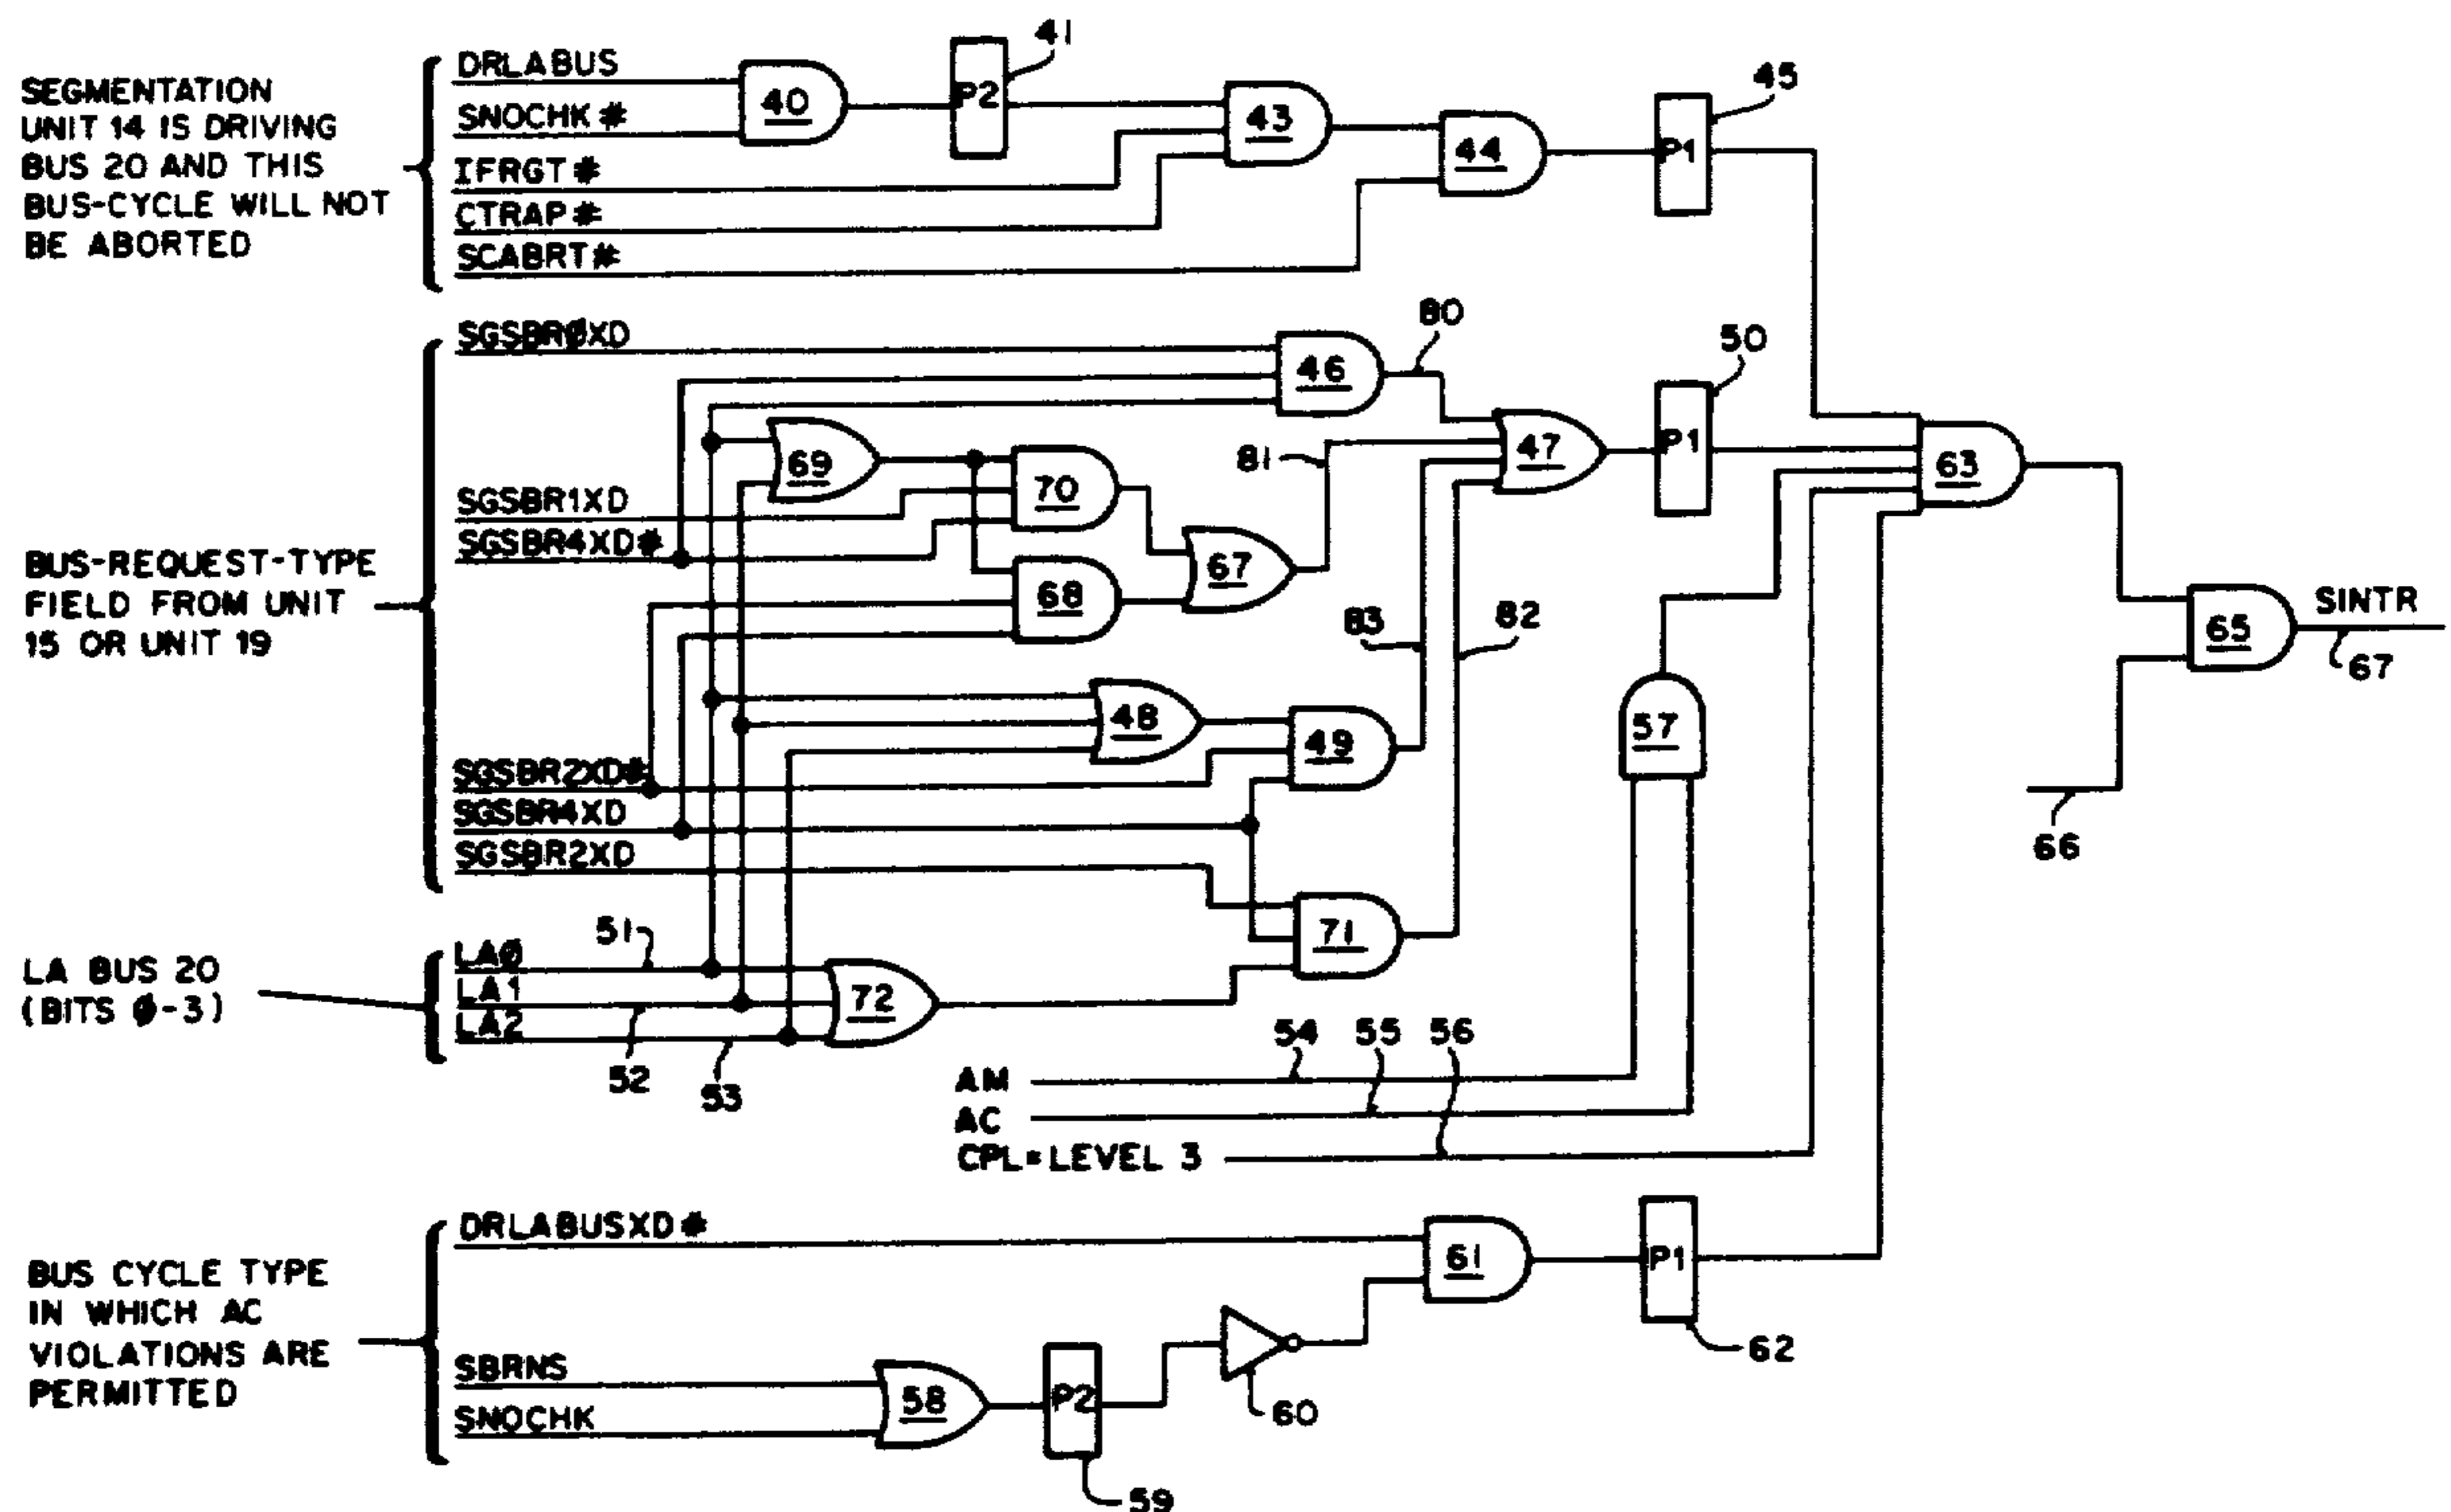 SEGMENTATION
UNIT 14 IS DRIVING
BUS 20 AND THIS
BUS-CYCLE WILL NOT
BE ABORTED
DRLABUS
SNOCHK#
IFRGT#
CTRAP#
SCABRT#
40
P2
41
43
44
P1
45
BUS-REQUEST-TYPE
FIELD FROM UNIT
15 OR UNIT 19
SGSBRØXD
SGSBR1XD
SGSBR4XD#
SGSBR2XD#
SGSBR4XD
SGSBR2XD
46
80
69
70
68
67
81
47
P1
50
48
49
83
82
71
63
57
65
SINTR
67
66
LA BUS 20
(BITS Ø-3)
LAØ
LA1
LA2
51
52
53
72
AM
AC
CPL=LEVEL 3
54
55
56
BUS CYCLE TYPE
IN WHICH AC
VIOLATIONS ARE
PERMITTED
DRLABUSXD#
SBRNS
SNOCHK
58
P2
59
60
61
P1
62